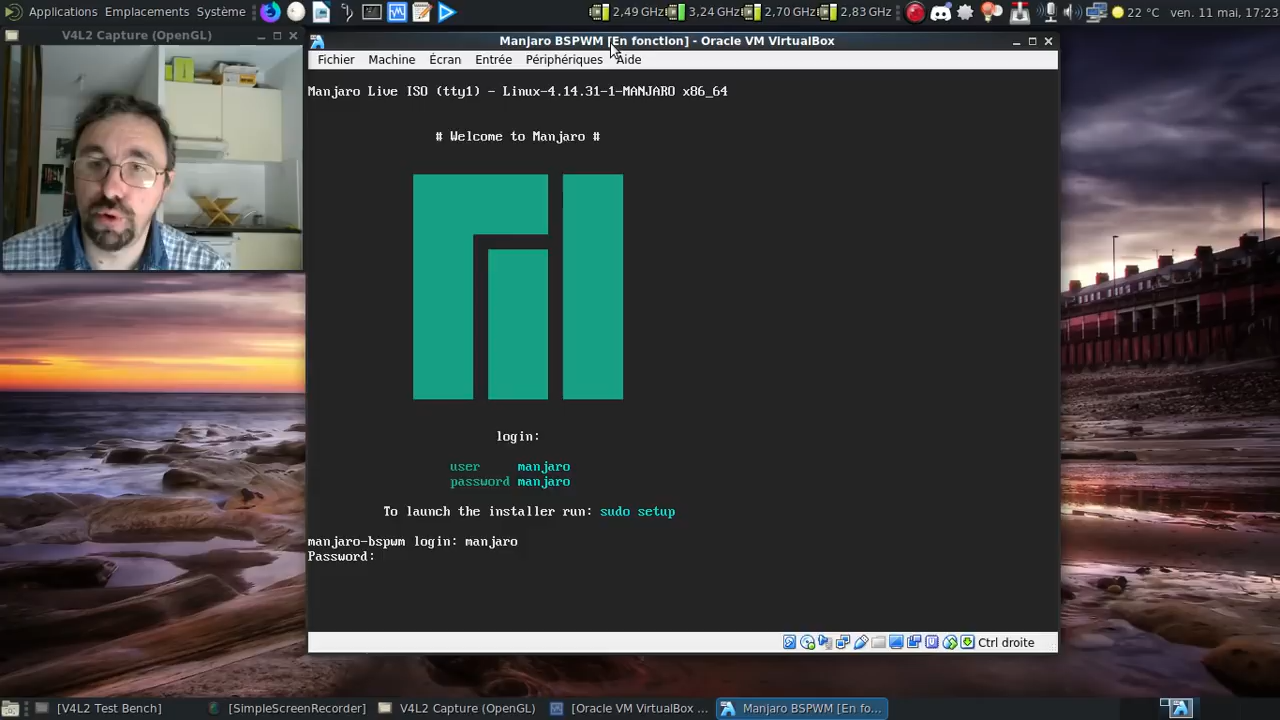 Applications Emplacements Système 2,49 GHz 3,24 GHz 2,70 GHz 2,83 GHz 22 °C ven. 11 mai, 17:23
V4L2 Capture (OpenGL)
Manjaro BSPWM [En fonction] - Oracle VM VirtualBox
Fichier Machine Écran Entrée Périphériques Aide
Manjaro Live ISO (tty1) - Linux-4.14.31-1-MANJARO x86_64
# Welcome to Manjaro #
login:
user manjaro
password manjaro
To launch the installer run: sudo setup
manjaro-bspwm login: manjaro
Password:
Ctrl droite
[V4L2 Test Bench] [SimpleScreenRecorder] V4L2 Capture (OpenGL) [Oracle VM VirtualBox ... Manjaro BSPWM [En fo...